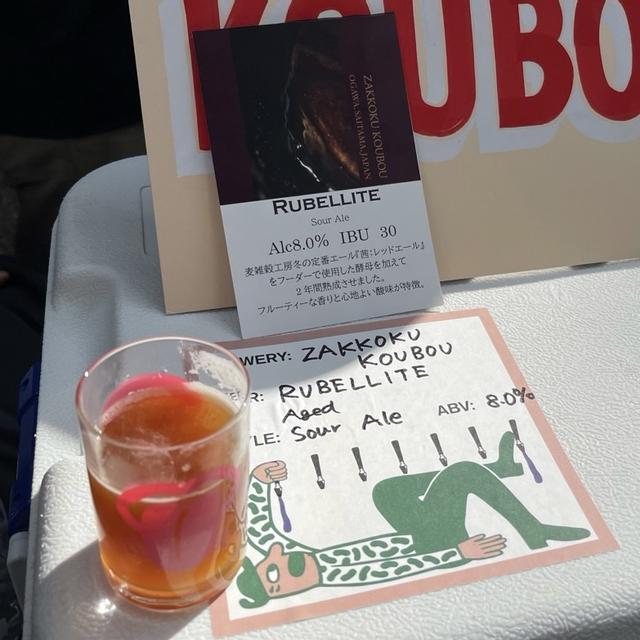 KOUBO
ZAKKOKU KOUBOU
OGAWA, SAITAMA, JAPAN
RUBELLITE
Sour Ale
Alc8.0% IBU 30
麦雑穀工房冬の定番エール『茜:レッドエール』
をフーダーで使用した酵母を加えて
2年間熟成させました。
フルーティーな香りと心地よい酸味が特徴。
WERY: ZAKKOKU
KOUBOU
R: RUBELLITE
Aged
YLE: Sour Ale ABV: 8.0%